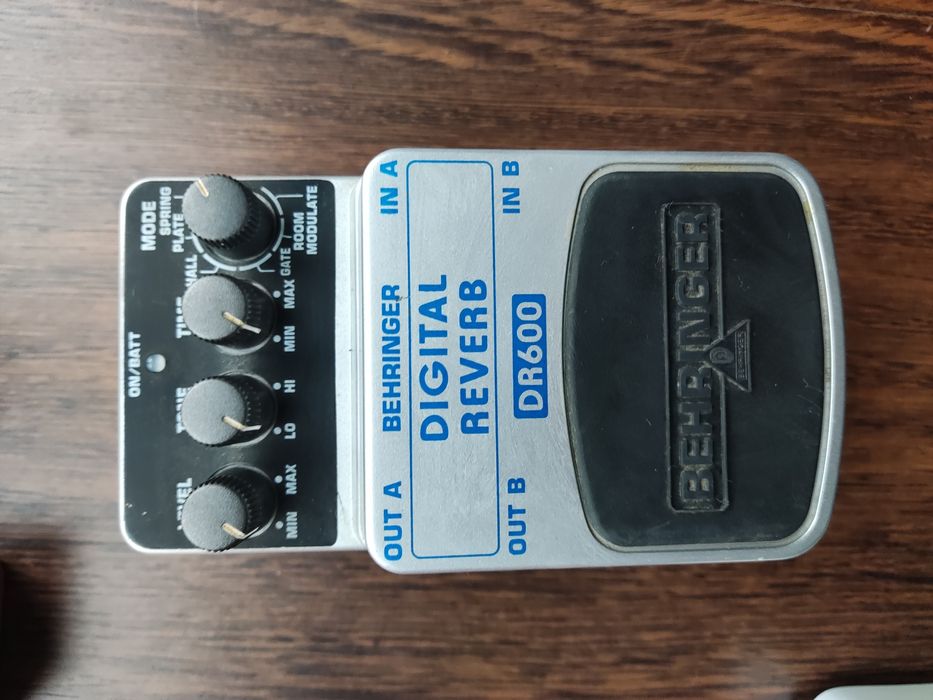 ON/BATT
LEVEL
TONE
TIME
MODE
HALL
PLATE
SPRING
GATE
ROOM
MODULATE
MIN MAX
LO HI
MIN MAX
OUT A BEHRINGER IN A
DIGITAL
REVERB
OUT B DR600 IN B
BEHRINGER